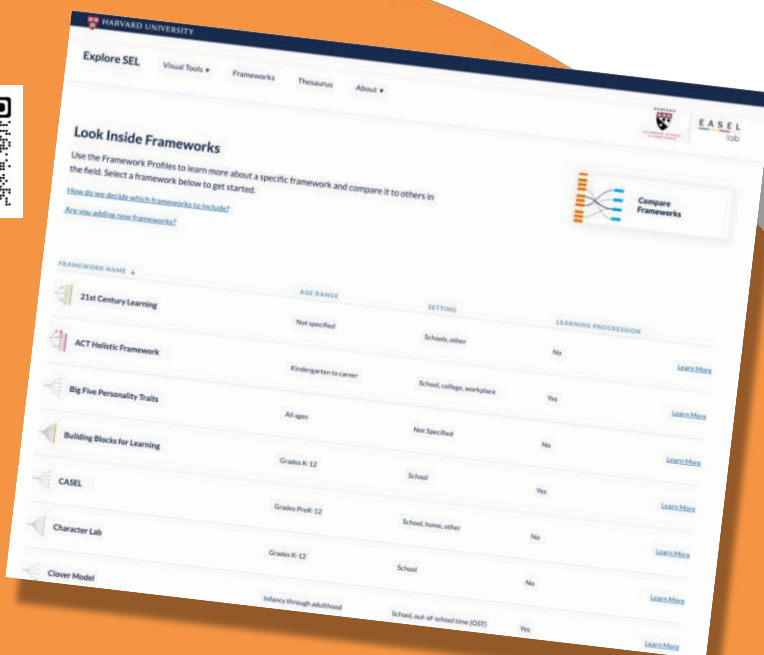 HARVARD UNIVERSITY
Explore SEL
Visual Tools ▾
Frameworks
Thesaurus
About ▾
EASEL
lab
Look Inside Frameworks
Use the Framework Profiles to learn more about a specific framework and compare it to others in
the field. Select a framework below to get started.
How do we decide which frameworks to include?
Are you adding new frameworks?
Compare
Frameworks
FRAMEWORK NAME ▲ AGE RANGE SETTING LEARNING PROGRESSION
21st Century Learning Not specified Schools, other No Learn More
ACT Holistic Framework Kindergarten to career School, college, workplace Yes Learn More
Big Five Personality Traits All ages Not Specified No Learn More
Building Blocks for Learning Grades K-12 School Yes Learn More
CASEL Grades PreK-12 School, home, other No Learn More
Character Lab Grades K-12 School No Learn More
Clover Model Infancy through adulthood School, out-of-school time (OST) Yes Learn More